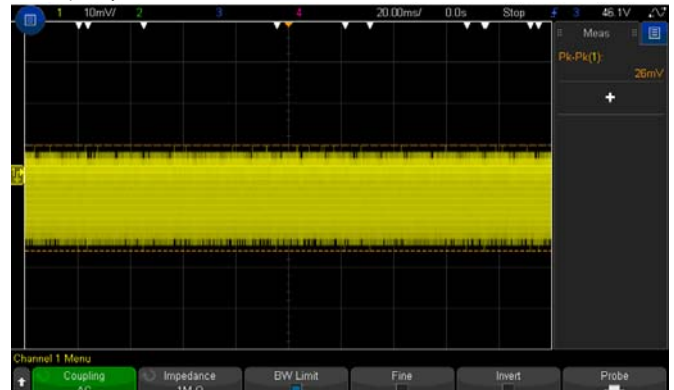 1 10mV/ 2 3 4 20.00ms/ 0.0s Stop 3 46.1V
Meas
Pk-Pk(1):
26mV
+
Channel 1 Menu
Coupling Impedance BW Limit Fine Invert Probe
AC 1M Ω